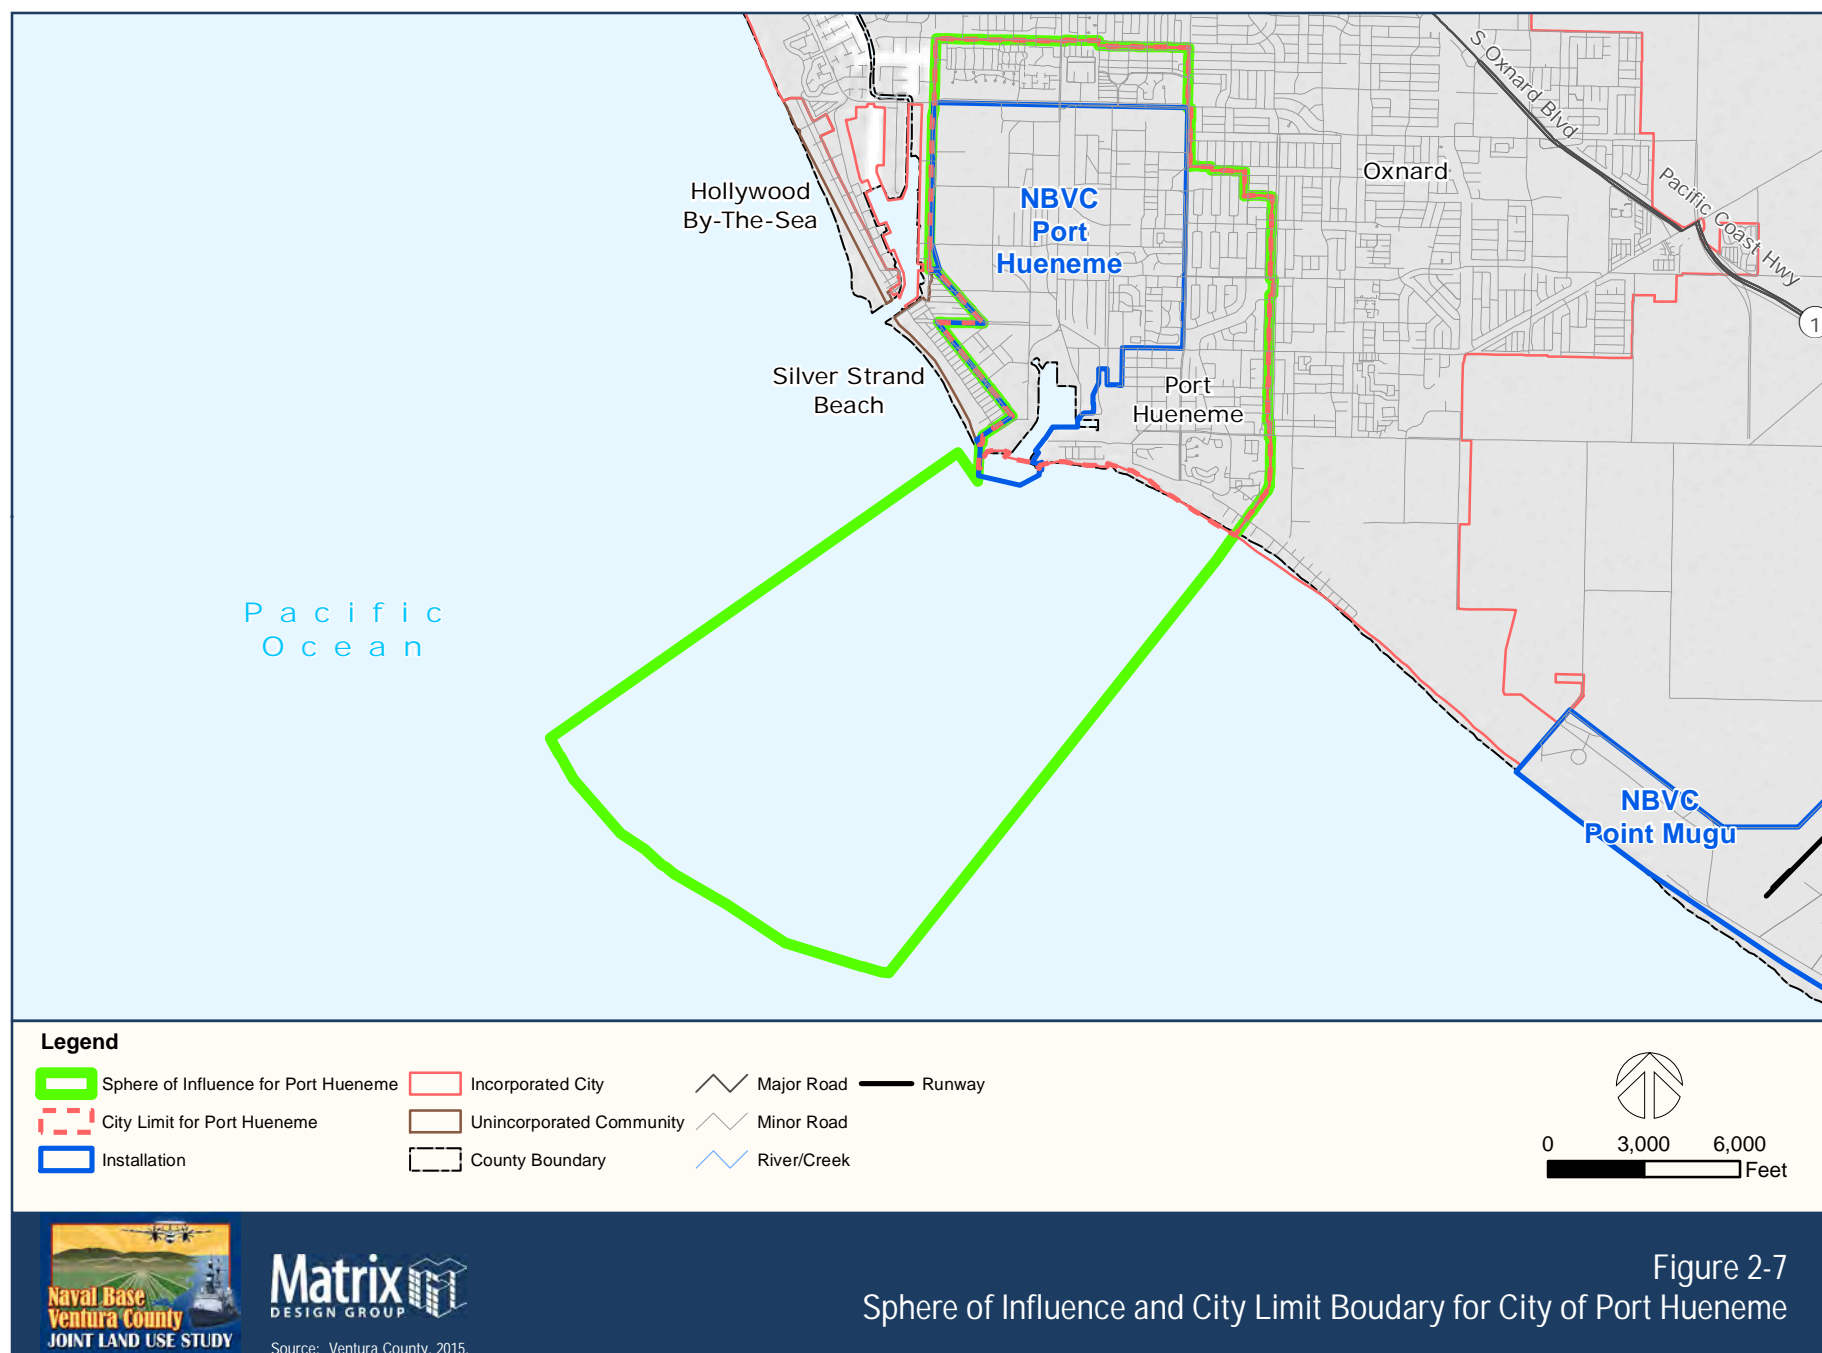 S Oxnard Blvd
Oxnard
Pacific Coast Hwy
1
Hollywood
By-The-Sea
NBVC
Port
Hueneme
Silver Strand
Beach
Port
Hueneme
Pacific
Ocean
NBVC
Point Mugu
Legend
Sphere of Influence for Port Hueneme
City Limit for Port Hueneme
Installation
Incorporated City
Unincorporated Community
County Boundary
Major Road
Minor Road
River/Creek
Runway
0 3,000 6,000
Feet
Naval Base
Ventura County
JOINT LAND USE STUDY
Matrix
DESIGN GROUP
Source: Ventura County, 2015.
Figure 2-7
Sphere of Influence and City Limit Boudary for City of Port Hueneme